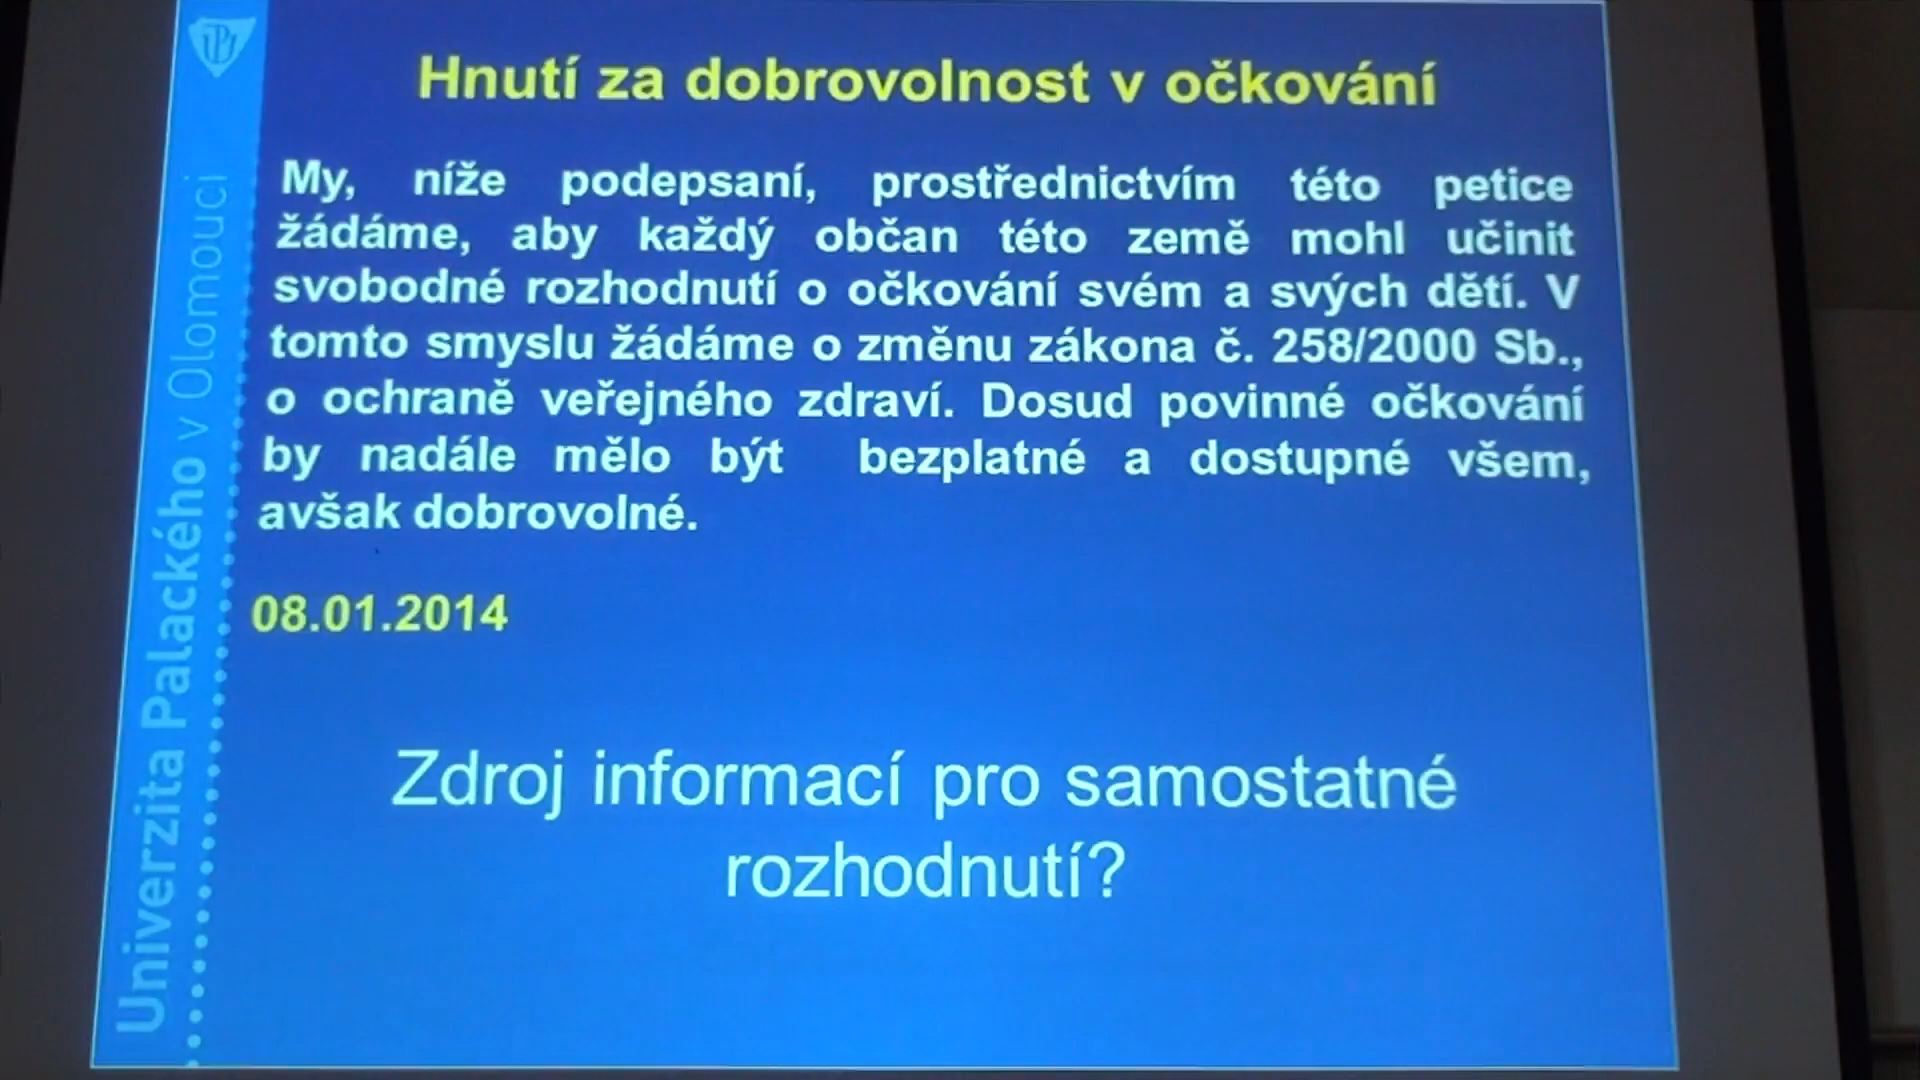 Hnutí za dobrovolnost v očkování
My, níže podepsaní, prostřednictvím této petice
žádáme, aby každý občan této země mohl učinit
svobodné rozhodnutí o očkování svém a svých dětí. V
tomto smyslu žádáme o změnu zákona č. 258/2000 Sb.,
o ochraně veřejného zdraví. Dosud povinné očkování
by nadále mělo být bezplatné a dostupné všem,
avšak dobrovolné.
08.01.2014
Zdroj informací pro samostatné
rozhodnutí?
Univerzita Palackého v Olomouci